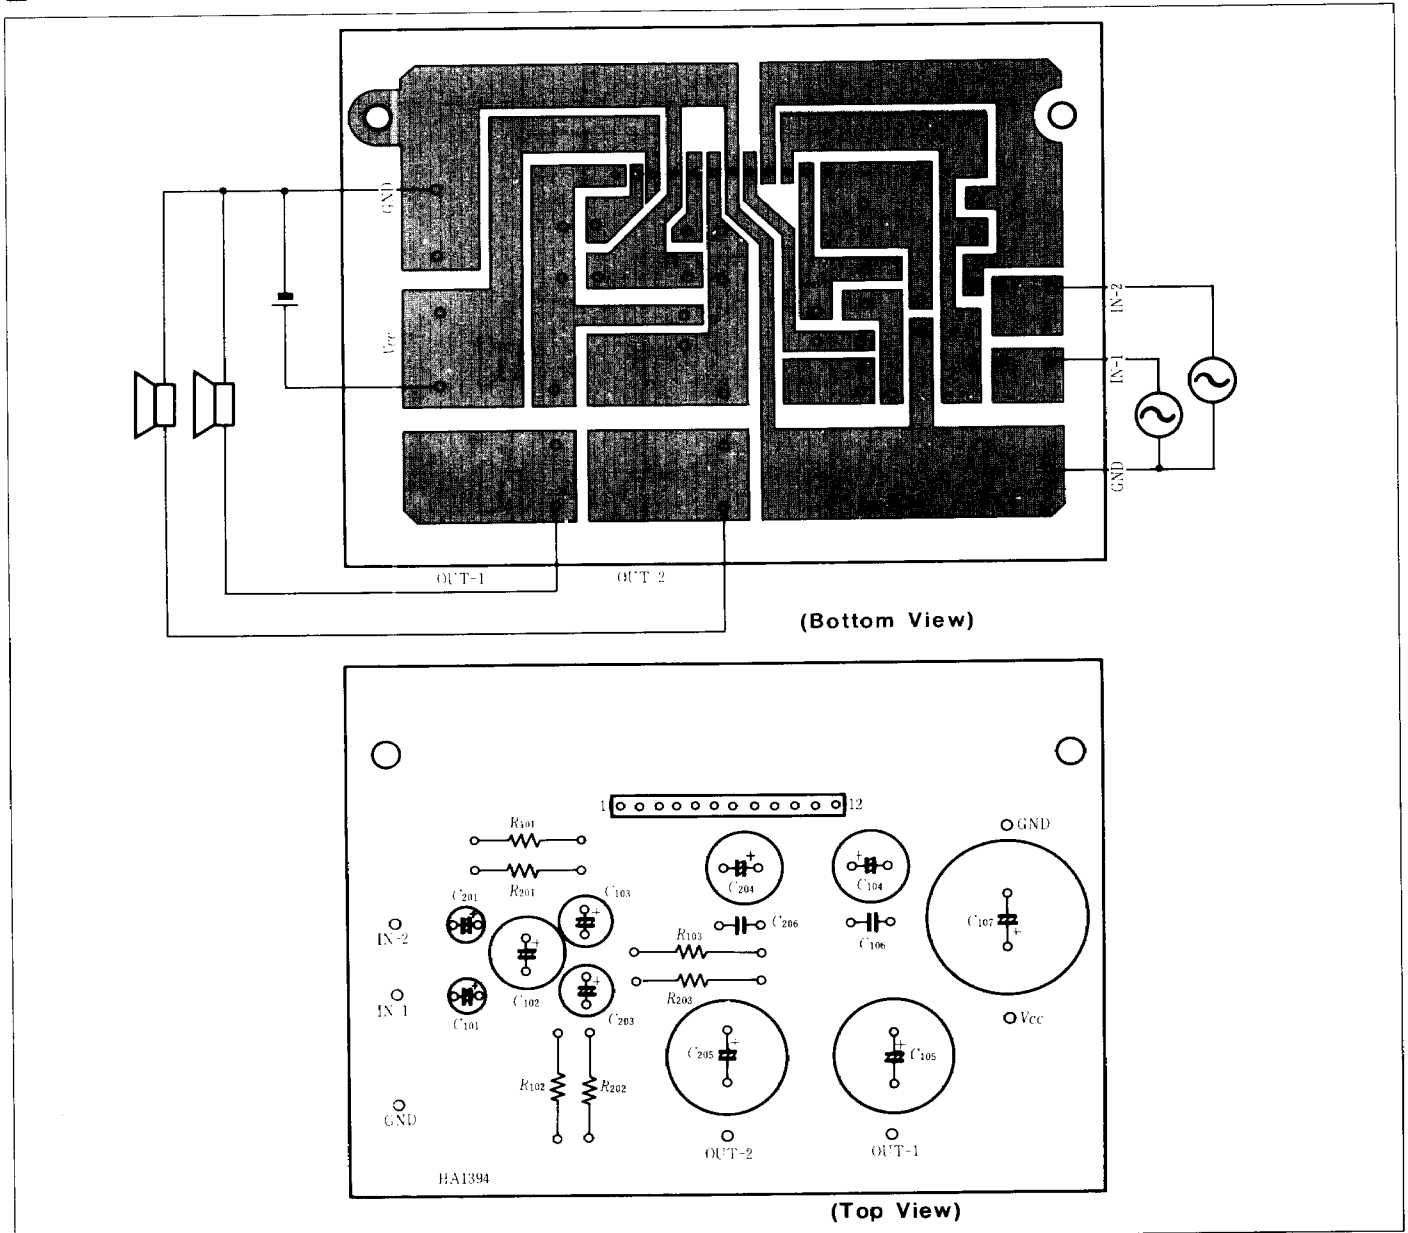 GND
Vcc
IN-2
IN-1
GND
OUT-1
OUT 2
(Bottom View)
1
12
R101
R201
C201
C103
C204
C104
GND
IN-2
C206
C106
C107
R103
C102
R203
IN-1
C101
C203
Vcc
C205
C105
R102
R202
GND
OUT-2
OUT-1
HA1394
(Top View)